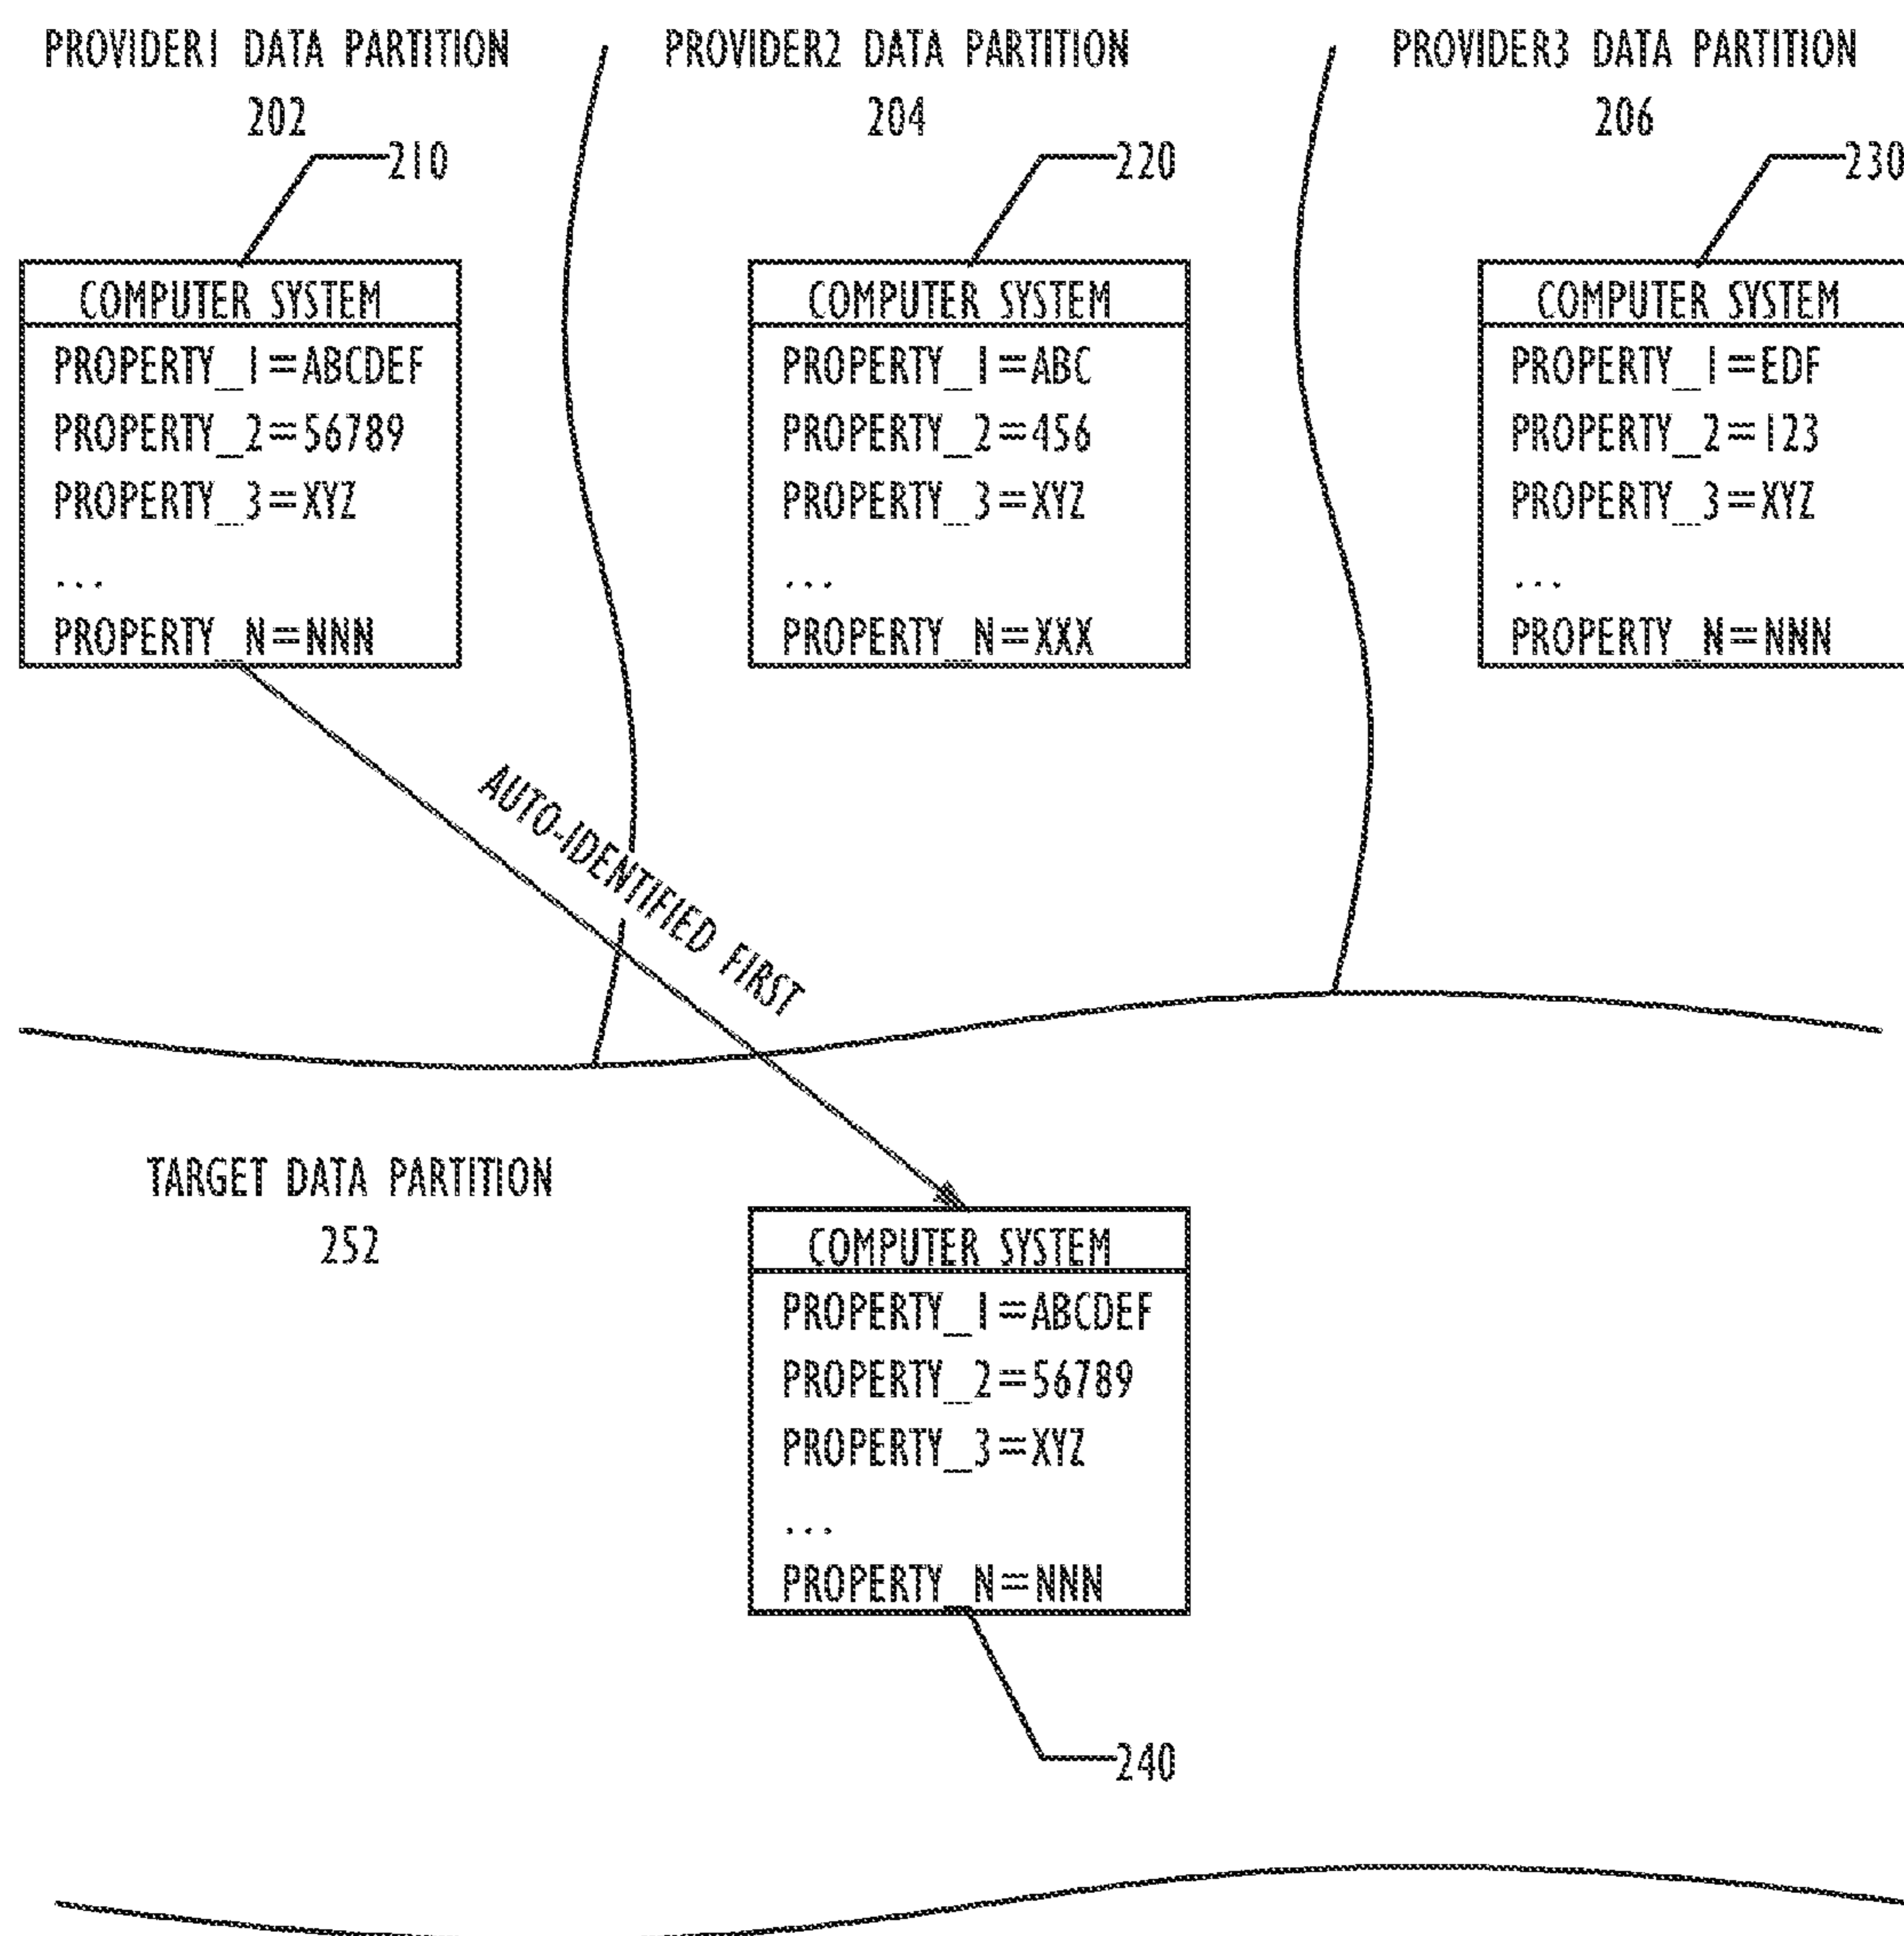 PROVIDER1 DATA PARTITION
202
210
COMPUTER SYSTEM
PROPERTY_1=ABCDEF
PROPERTY_2=56789
PROPERTY_3=XYZ
...
PROPERTY_N=NNN
PROVIDER2 DATA PARTITION
204
220
COMPUTER SYSTEM
PROPERTY_1=ABC
PROPERTY_2=456
PROPERTY_3=XYZ
...
PROPERTY_N=XXX
PROVIDER3 DATA PARTITION
206
230
COMPUTER SYSTEM
PROPERTY_1=EDF
PROPERTY_2=123
PROPERTY_3=XYZ
...
PROPERTY_N=NNN
AUTO-IDENTIFIED FIRST
TARGET DATA PARTITION
252
COMPUTER SYSTEM
PROPERTY_1=ABCDEF
PROPERTY_2=56789
PROPERTY_3=XYZ
...
PROPERTY_N=NNN
240